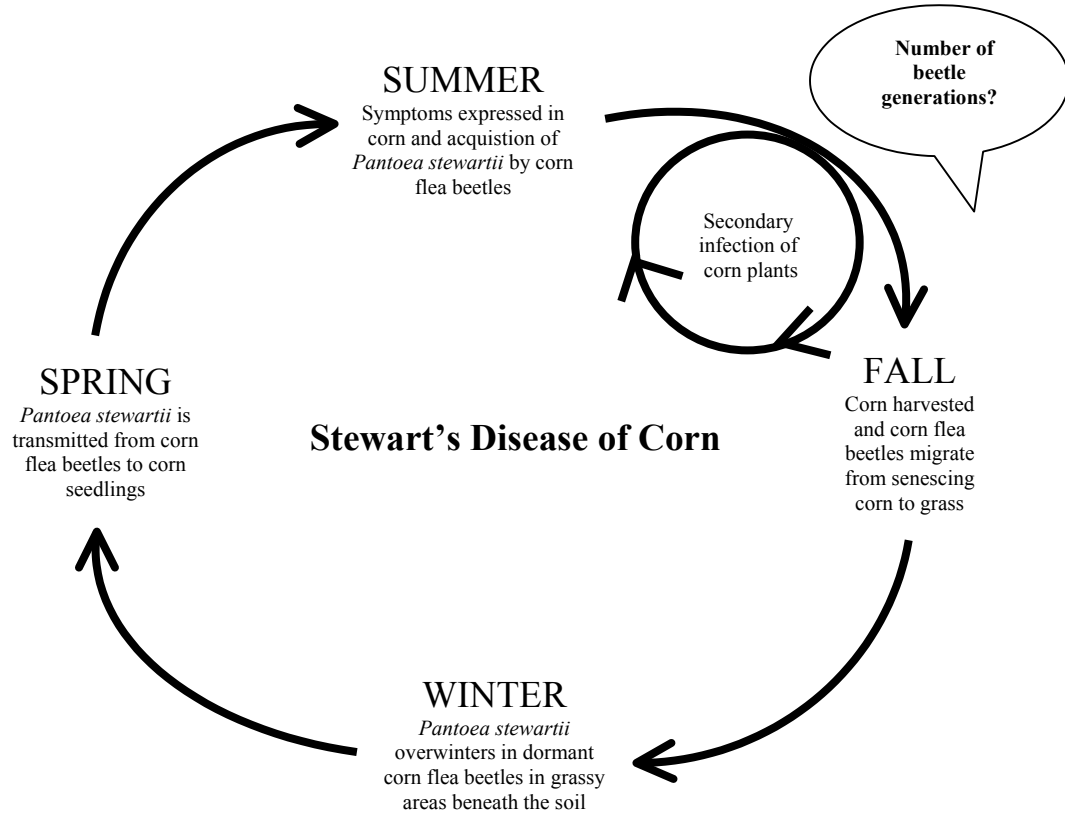 Number of
beetle
generations?
SUMMER
Symptoms expressed in
corn and acquistion of
Pantoea stewartii by corn
flea beetles
Secondary
infection of
corn plants
SPRING
Pantoea stewartii is
transmitted from corn
flea beetles to corn
seedlings
Stewart’s Disease of Corn
FALL
Corn harvested
and corn flea
beetles migrate
from senescing
corn to grass
WINTER
Pantoea stewartii
overwinters in dormant
corn flea beetles in grassy
areas beneath the soil